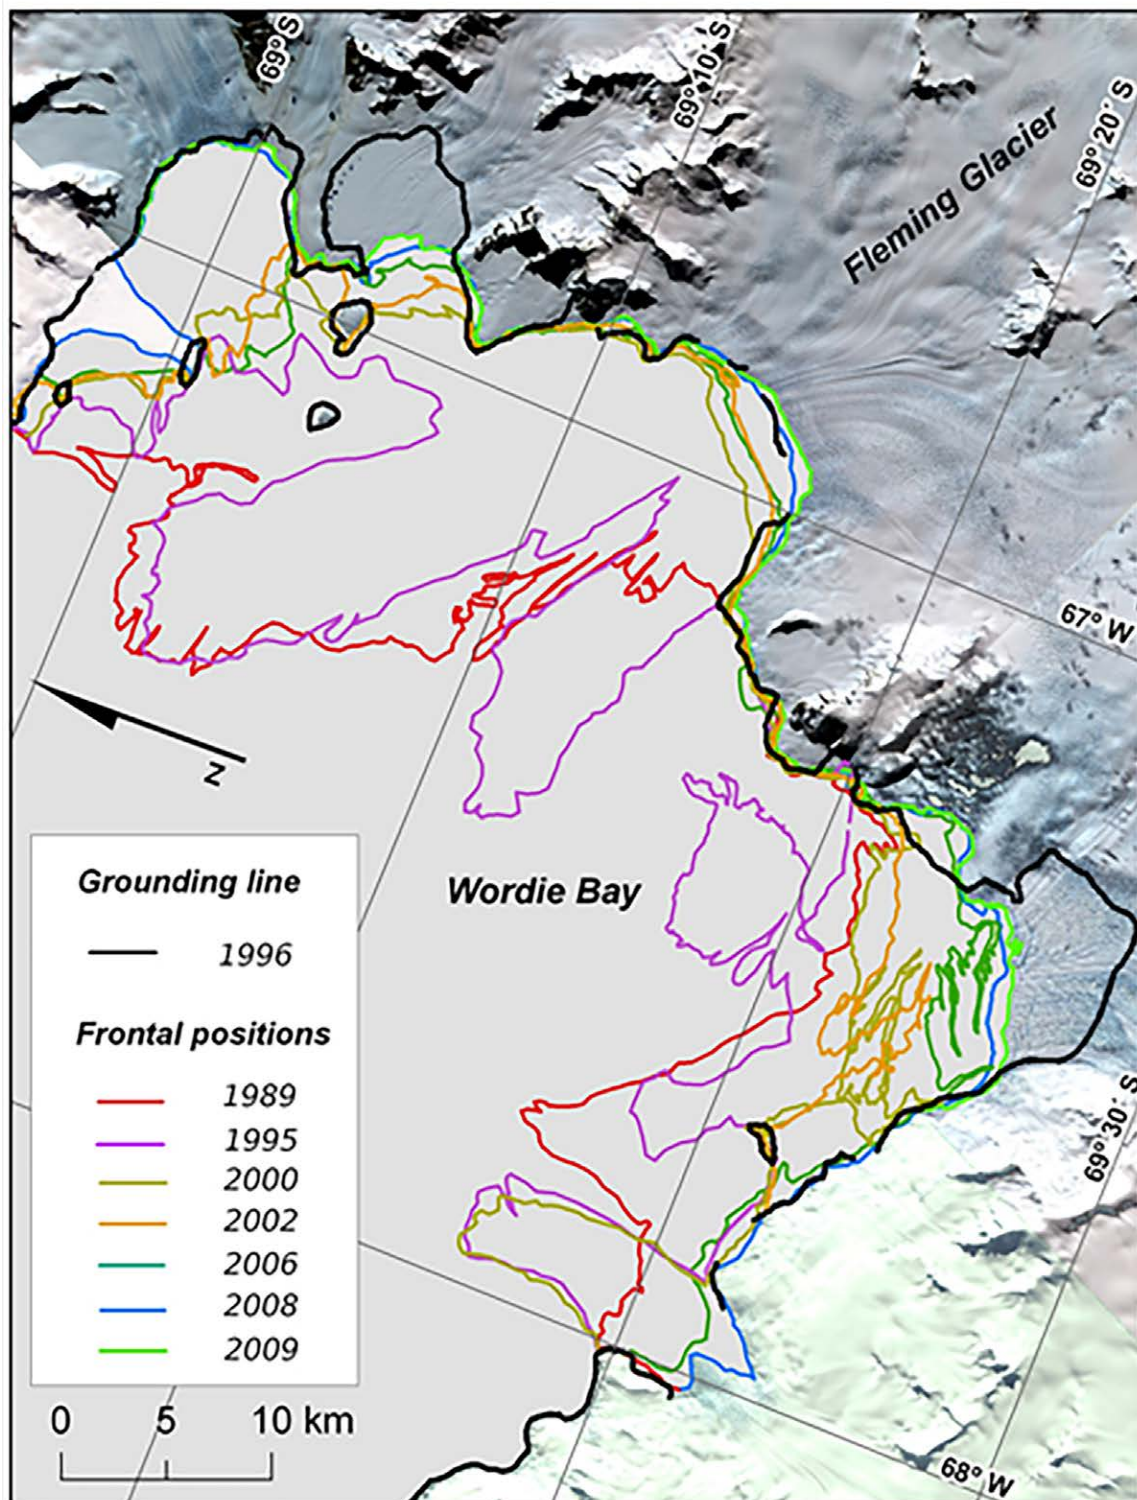 69° S
69° 10´ S
69° 20´ S
Fleming Glacier
67° W
N
Wordie Bay
Grounding line
1996
Frontal positions
1989
1995
2000
2002
2006
2008
2009
69° 30´ S
0 5 10 km
68° W